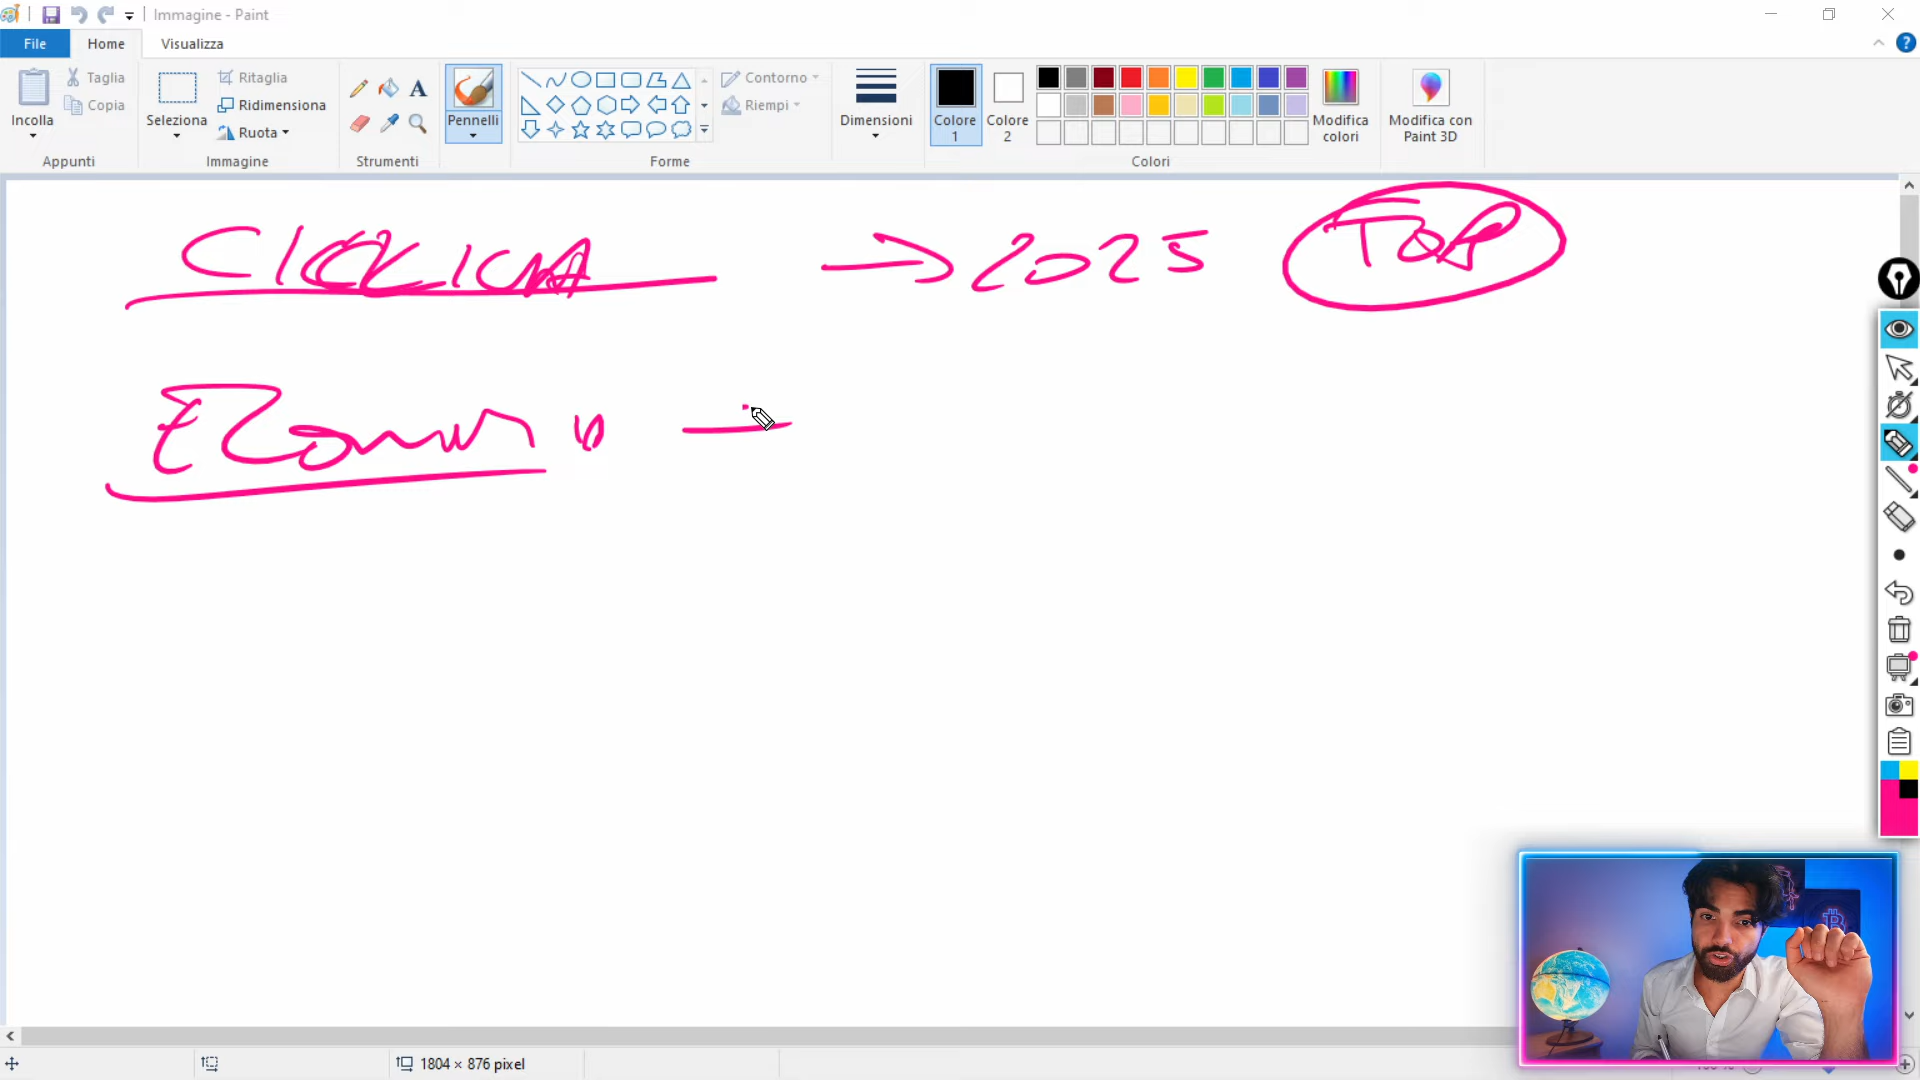 Immagine - Paint
File Home Visualizza
Incolla Taglia Copia Appunti
Seleziona Ritaglia Ridimensiona Ruota Immagine
A
Strumenti
Pennelli
Contorno Riempi Forme
Dimensioni
Colore 1
Colore 2
Modifica colori
Colori
Modifica con Paint 3D
2025 TOP
1804 × 876 pixel